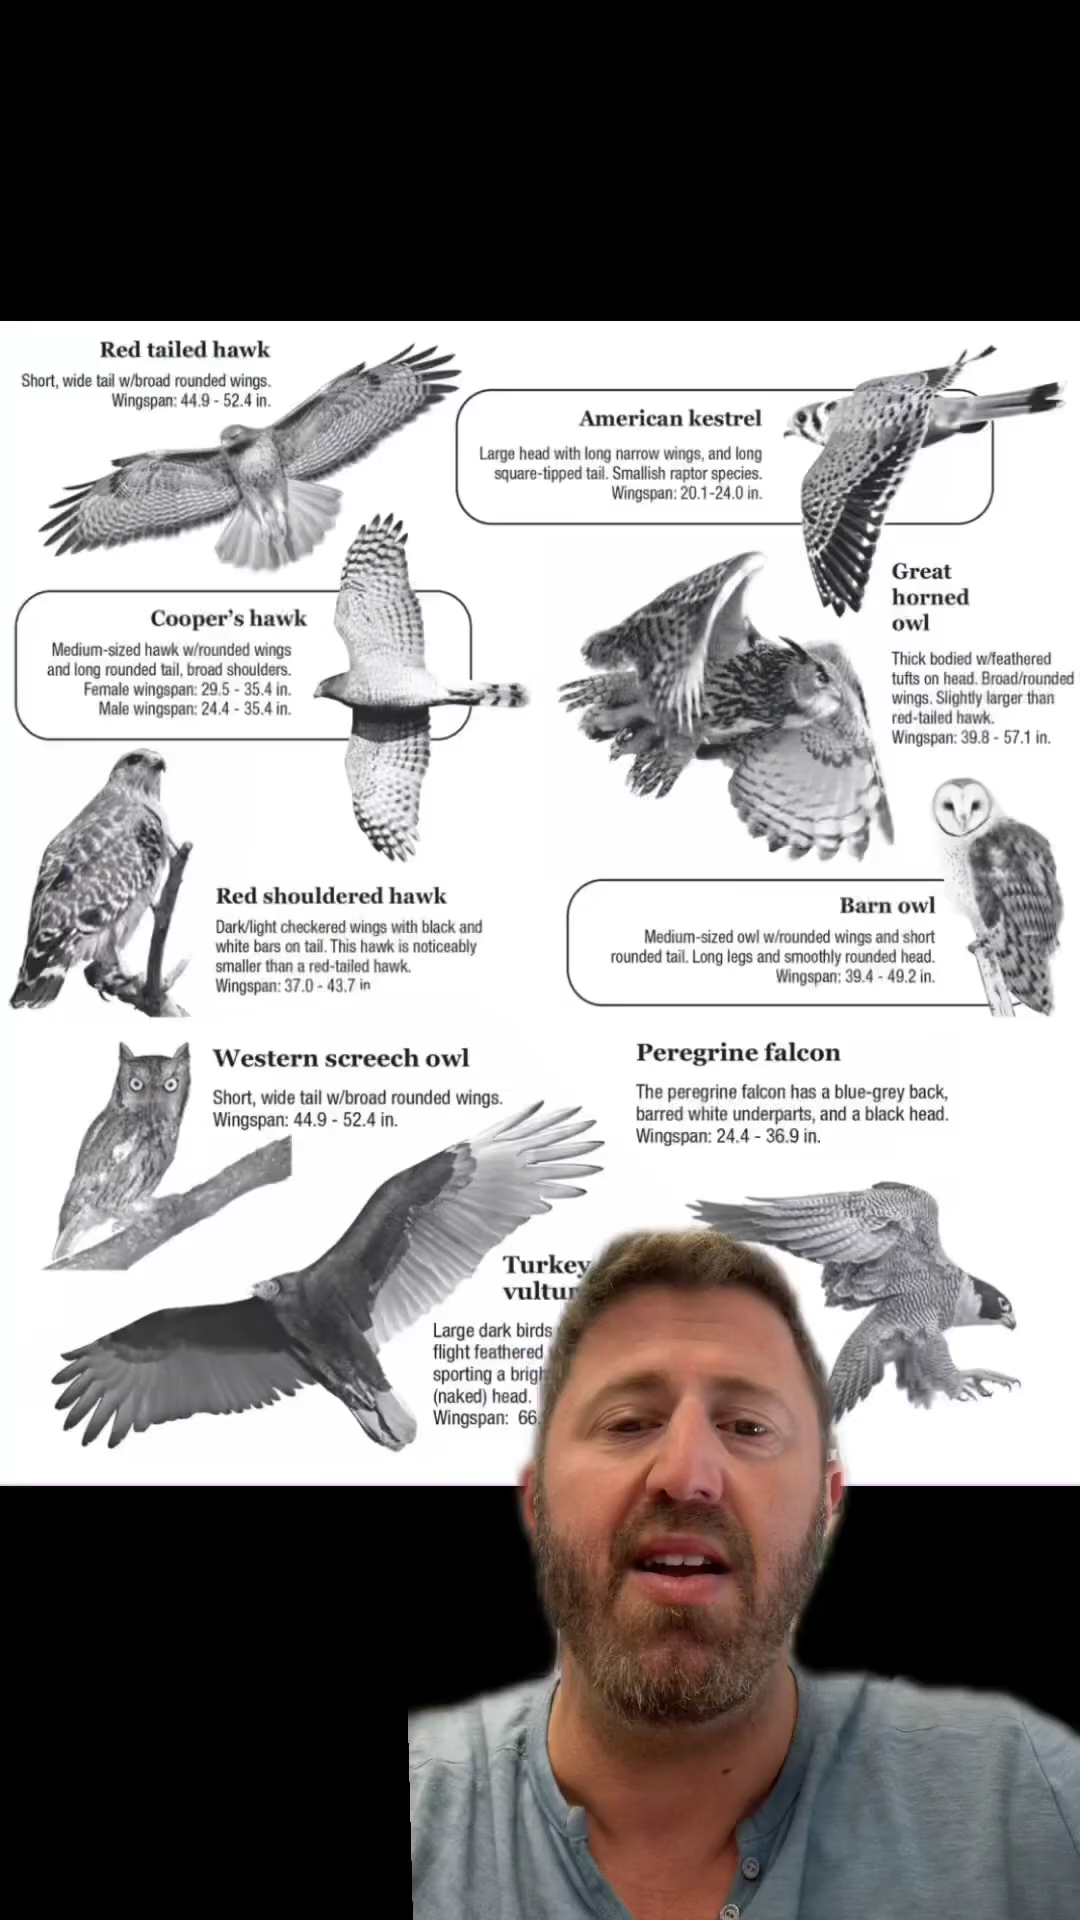 Red tailed hawk
Short, wide tail w/broad rounded wings.
Wingspan: 44.9 - 52.4 in.
American kestrel
Large head with long narrow wings, and long
square-tipped tail. Smallish raptor species.
Wingspan: 20.1-24.0 in.
Cooper's hawk
Medium-sized hawk w/rounded wings
and long rounded tail, broad shoulders.
Female wingspan: 29.5 - 35.4 in.
Male wingspan: 24.4 - 35.4 in.
Great
horned
owl
Thick bodied w/feathered
tufts on head. Broad/rounded
wings. Slightly larger than
red-tailed hawk.
Wingspan: 39.8 - 57.1 in.
Red shouldered hawk
Dark/light checkered wings with black and
white bars on tail. This hawk is noticeably
smaller than a red-tailed hawk.
Wingspan: 37.0 - 43.7 in
Barn owl
Medium-sized owl w/rounded wings and short
rounded tail. Long legs and smoothly rounded head.
Wingspan: 39.4 - 49.2 in.
Western screech owl
Short, wide tail w/broad rounded wings.
Wingspan: 44.9 - 52.4 in.
Peregrine falcon
The peregrine falcon has a blue-grey back,
barred white underparts, and a black head.
Wingspan: 24.4 - 36.9 in.
Turkey
Large dark birds
flight feathered
sporting a
(naked) head.
Wingspan: 66.